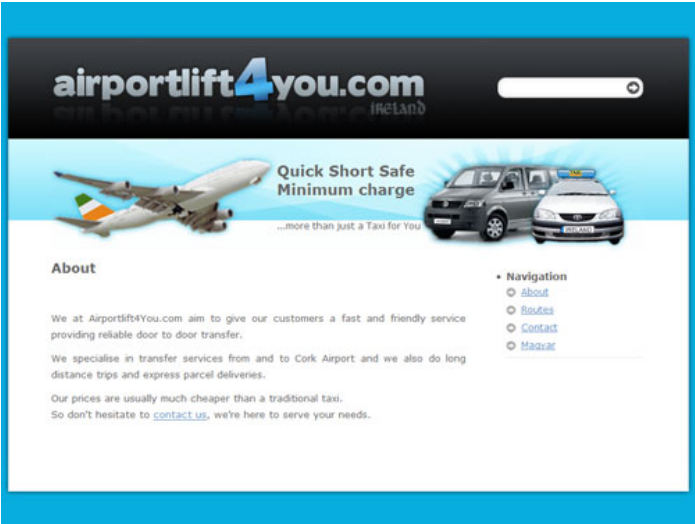 airportlift4you.com
IRELAND
Quick Short Safe
Minimum charge
...more than just a Taxi for You
About
We at Airportlift4You.com aim to give our customers a fast and friendly service
providing reliable door to door transfer.
We specialise in transfer services from and to Cork Airport and we also do long
distance trips and express parcel deliveries.
Our prices are usually much cheaper than a traditional taxi.
So don't hesitate to contact us, we're here to serve your needs.
Navigation
About
Routes
Contact
Magyar
TAXI
IRELAND